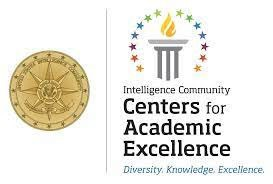 Intelligence Community
Centers for
Academic
Excellence
Diversity. Knowledge. Excellence.